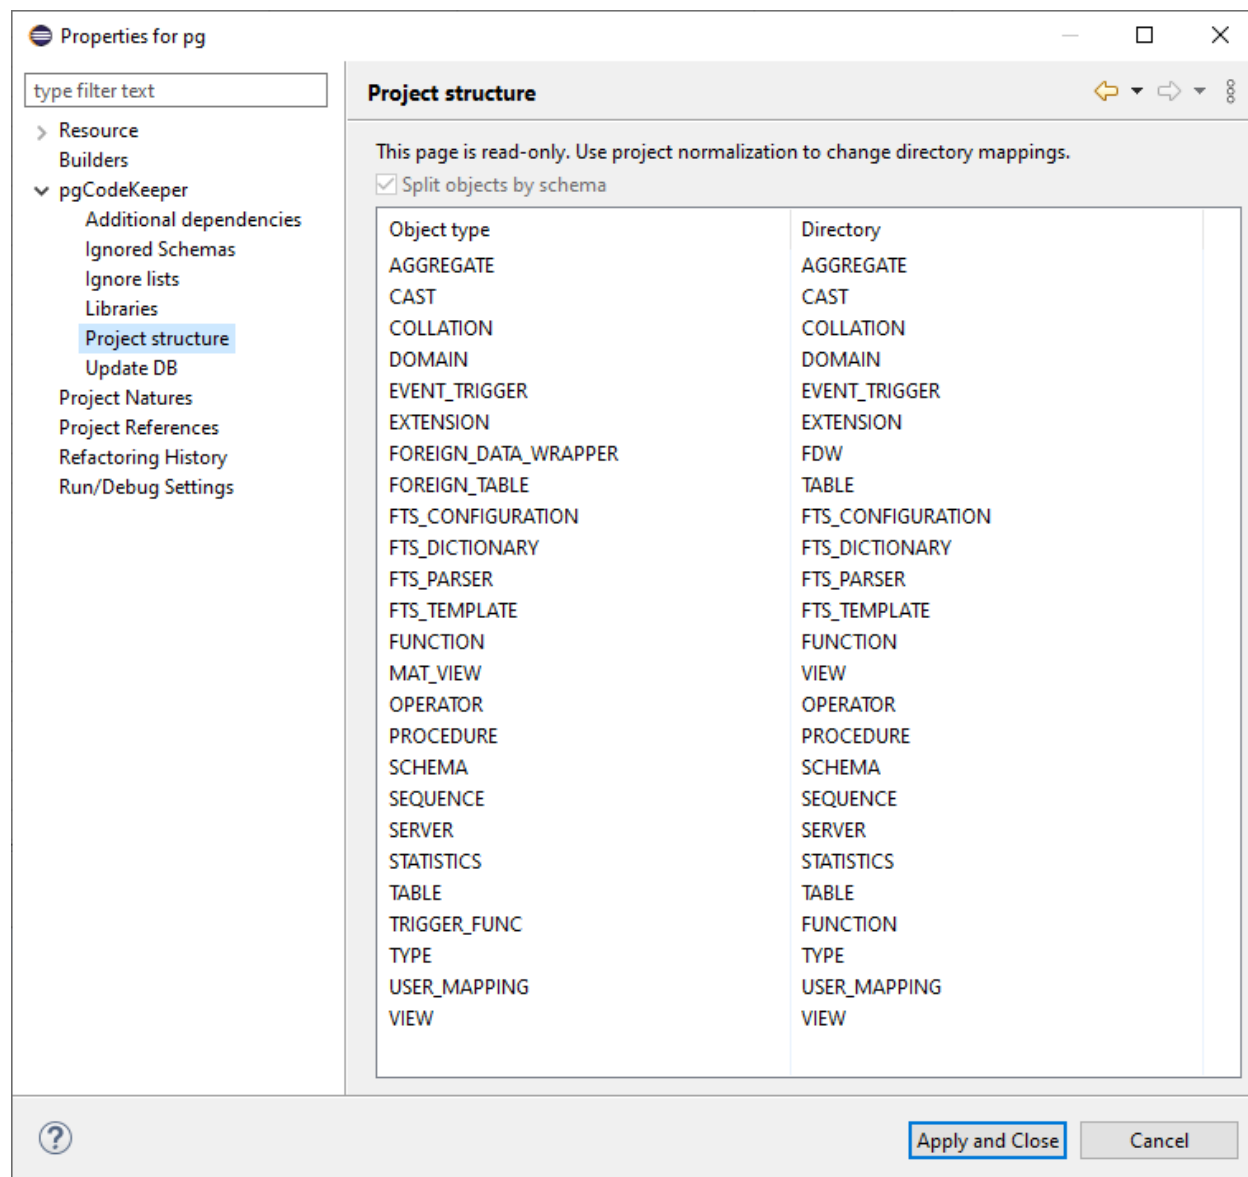 Properties for pg
type filter text
Resource
Builders
pgCodeKeeper
Additional dependencies
Ignored Schemas
Ignore lists
Libraries
Project structure
Update DB
Project Natures
Project References
Refactoring History
Run/Debug Settings
Project structure
This page is read-only. Use project normalization to change directory mappings.
Split objects by schema
Object type Directory
AGGREGATE AGGREGATE
CAST CAST
COLLATION COLLATION
DOMAIN DOMAIN
EVENT_TRIGGER EVENT_TRIGGER
EXTENSION EXTENSION
FOREIGN_DATA_WRAPPER FDW
FOREIGN_TABLE TABLE
FTS_CONFIGURATION FTS_CONFIGURATION
FTS_DICTIONARY FTS_DICTIONARY
FTS_PARSER FTS_PARSER
FTS_TEMPLATE FTS_TEMPLATE
FUNCTION FUNCTION
MAT_VIEW VIEW
OPERATOR OPERATOR
PROCEDURE PROCEDURE
SCHEMA SCHEMA
SEQUENCE SEQUENCE
SERVER SERVER
STATISTICS STATISTICS
TABLE TABLE
TRIGGER_FUNC FUNCTION
TYPE TYPE
USER_MAPPING USER_MAPPING
VIEW VIEW
?
Apply and Close
Cancel